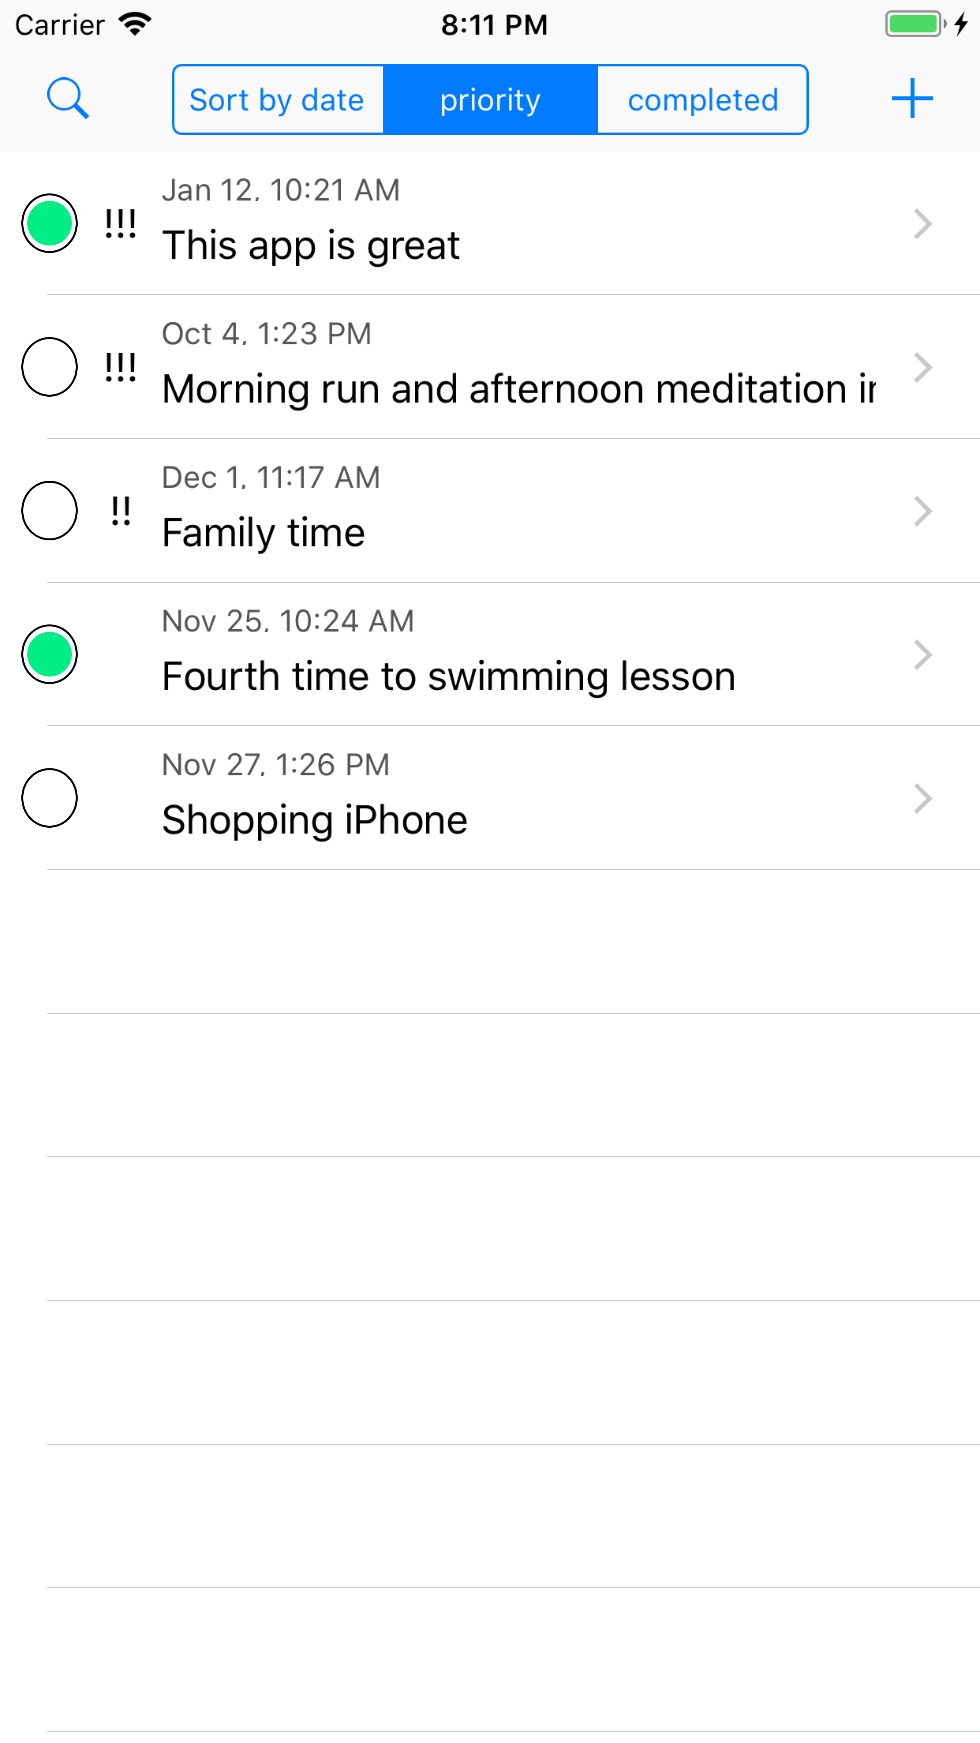 Carrier 8:11 PM
Sort by date priority completed
Jan 12, 10:21 AM
!!! This app is great
Oct 4, 1:23 PM
!!! Morning run and afternoon meditation
Dec 1, 11:17 AM
!! Family time
Nov 25, 10:24 AM
Fourth time to swimming lesson
Nov 27, 1:26 PM
Shopping iPhone